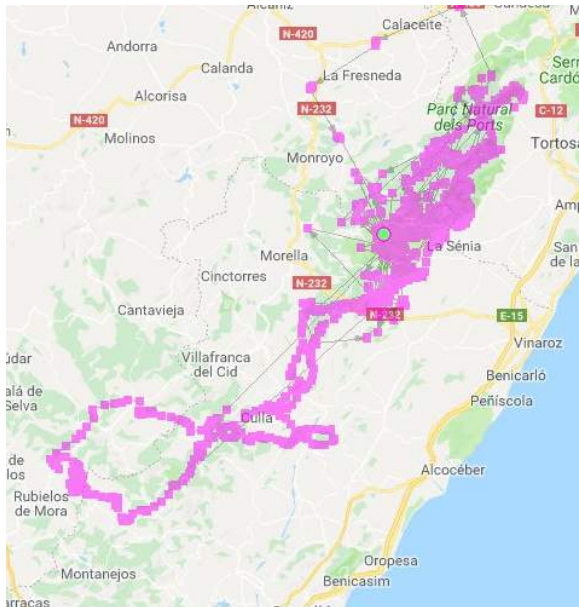 Calaceite
N-420
Andorra
Calanda
La Fresneda
Alcorisa
N-232
Parc Natural
dels Ports
C-12
N-420
Molinos
Monroyo
Tortosa
La Sénia
Morella
Cinctorres
N-232
Cantavieja
N-232
E-15
Vinaroz
Villafranca
del Cid
Benicarló
Peñíscola
Culla
Alcocéber
Rubielos
de Mora
Oropesa
Montanejos
Benicasim